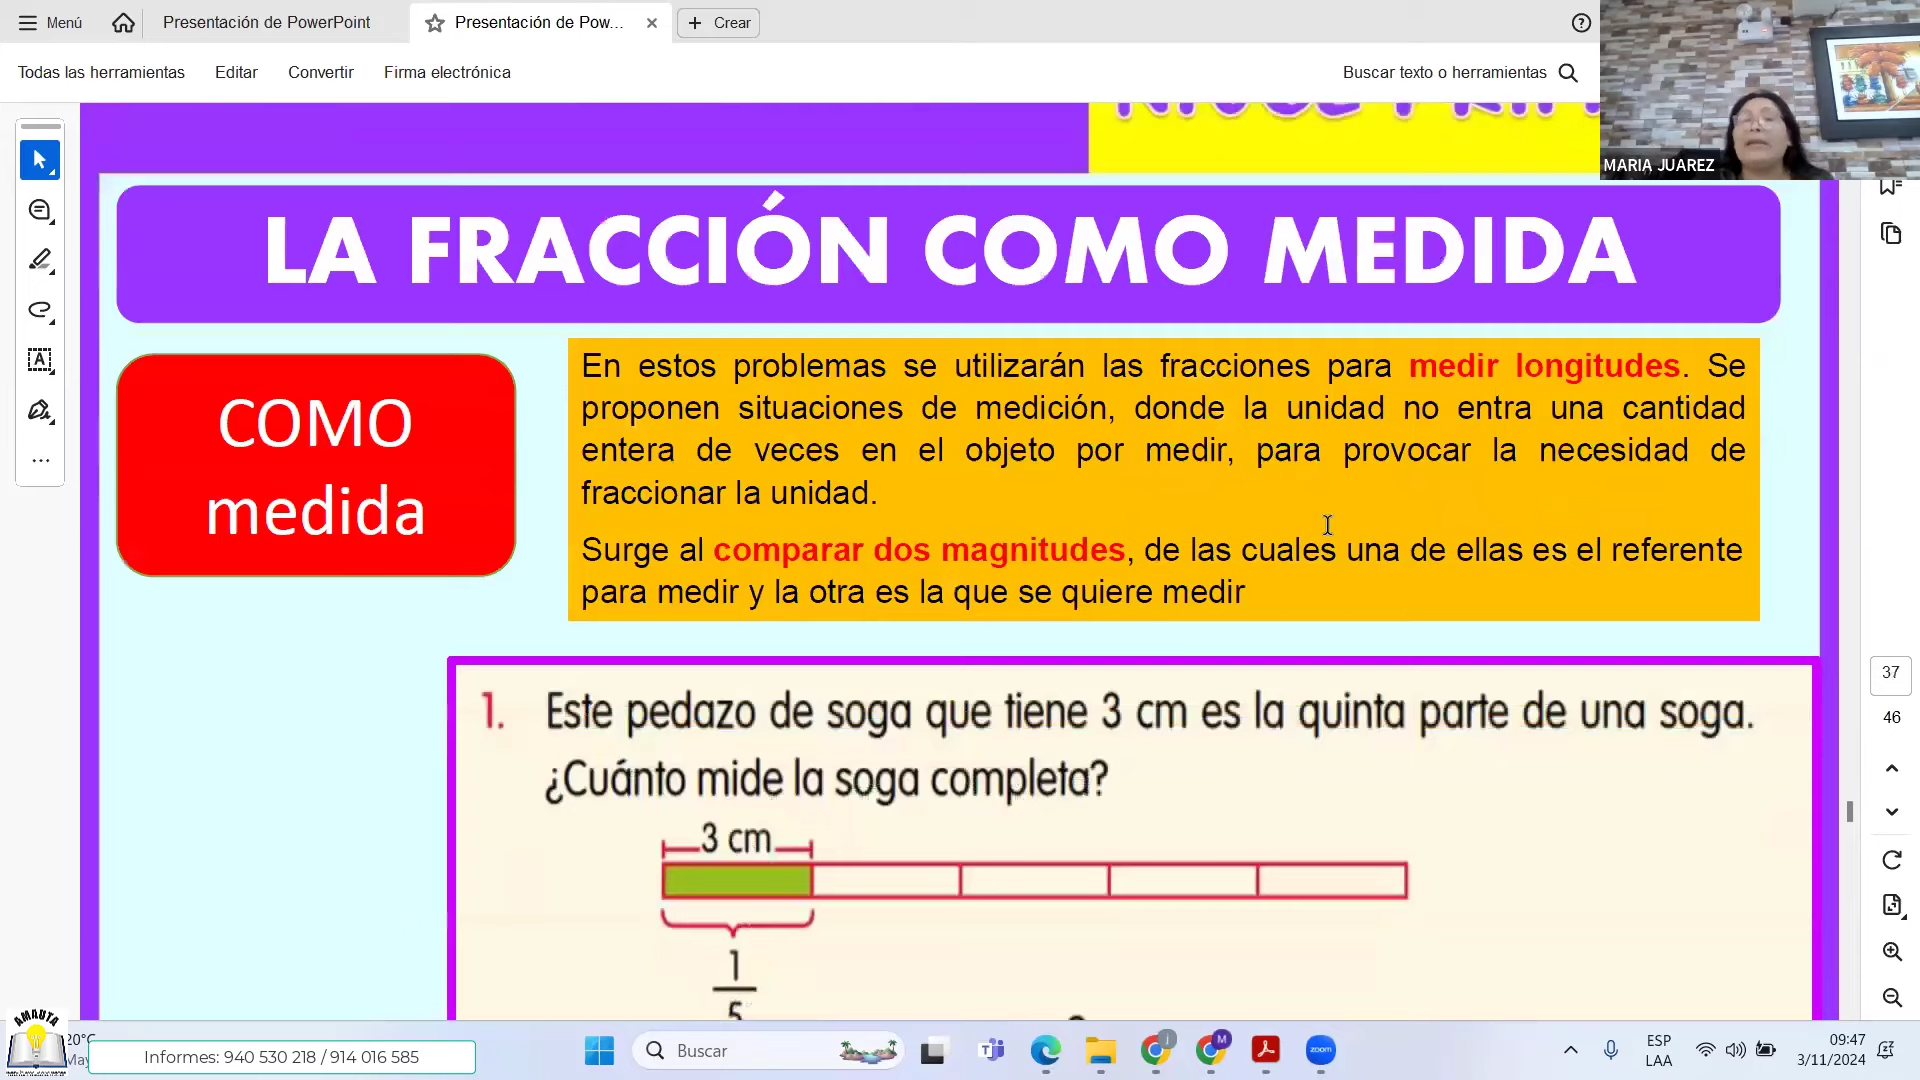 Menú
Presentación de PowerPoint
Presentación de Pow...
Crear
Todas las herramientas
Editar
Convertir
Firma electrónica
Buscar texto o herramientas
MARIA JUAREZ
LA FRACCIÓN COMO MEDIDA
COMO
medida
En estos problemas se utilizarán las fracciones para medir longitudes. Se
proponen situaciones de medición, donde la unidad no entra una cantidad
entera de veces en el objeto por medir, para provocar la necesidad de
fraccionar la unidad.
Surge al comparar dos magnitudes, de las cuales una de ellas es el referente
para medir y la otra es la que se quiere medir
1. Este pedazo de soga que tiene 3 cm es la quinta parte de una soga.
¿Cuánto mide la soga completa?
3 cm
1
5
37
46
AMAUTA
20°C
Informes: 940 530 218 / 914 016 585
Buscar
zoom
ESP
LAA
09:47
3/11/2024